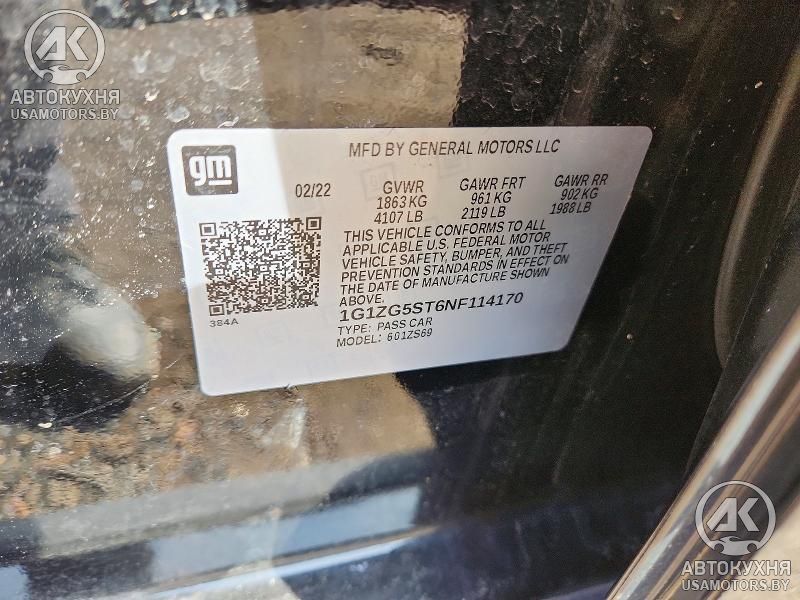 АК
АВТОКУХНЯ
USAMOTORS.BY
gm
MFD BY GENERAL MOTORS LLC
02/22
GVWR GAWR FRT GAWR RR
1863 KG 961 KG 902 KG
4107 LB 2119 LB 1988 LB
THIS VEHICLE CONFORMS TO ALL
APPLICABLE U.S. FEDERAL MOTOR
VEHICLE SAFETY, BUMPER, AND THEFT
PREVENTION STANDARDS IN EFFECT ON
THE DATE OF MANUFACTURE SHOWN
ABOVE.
384A
1G1ZG5ST6NF114170
TYPE: PASS CAR
MODEL: 601ZS69
АК
АВТОКУХНЯ
USAMOTORS.BY